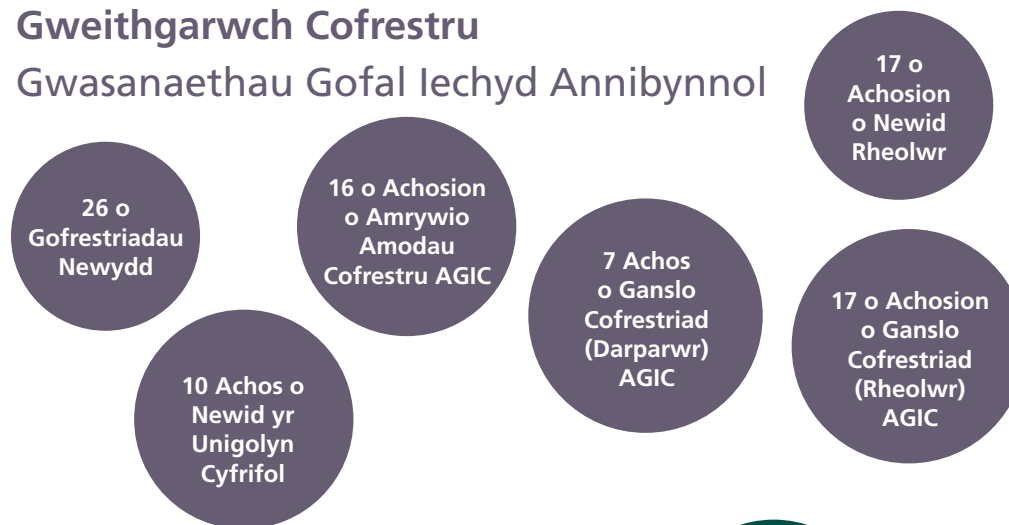 Gweithgarwch Cofrestru
Gwasanaethau Gofal Iechyd Annibynnol
17 o
Achosion
o Newid
Rheolwr
26 o
Gofrestriadau
Newydd
16 o Achosion
o Amrywio
Amodau
Cofrestru AGIC
7 Achos
o Ganslo
Cofrestriad
(Darparwr)
AGIC
17 o Achosion
o Ganslo
Cofrestriad
(Rheolwr)
AGIC
10 Achos o
Newid yr
Unigolyn
Cyfrifol